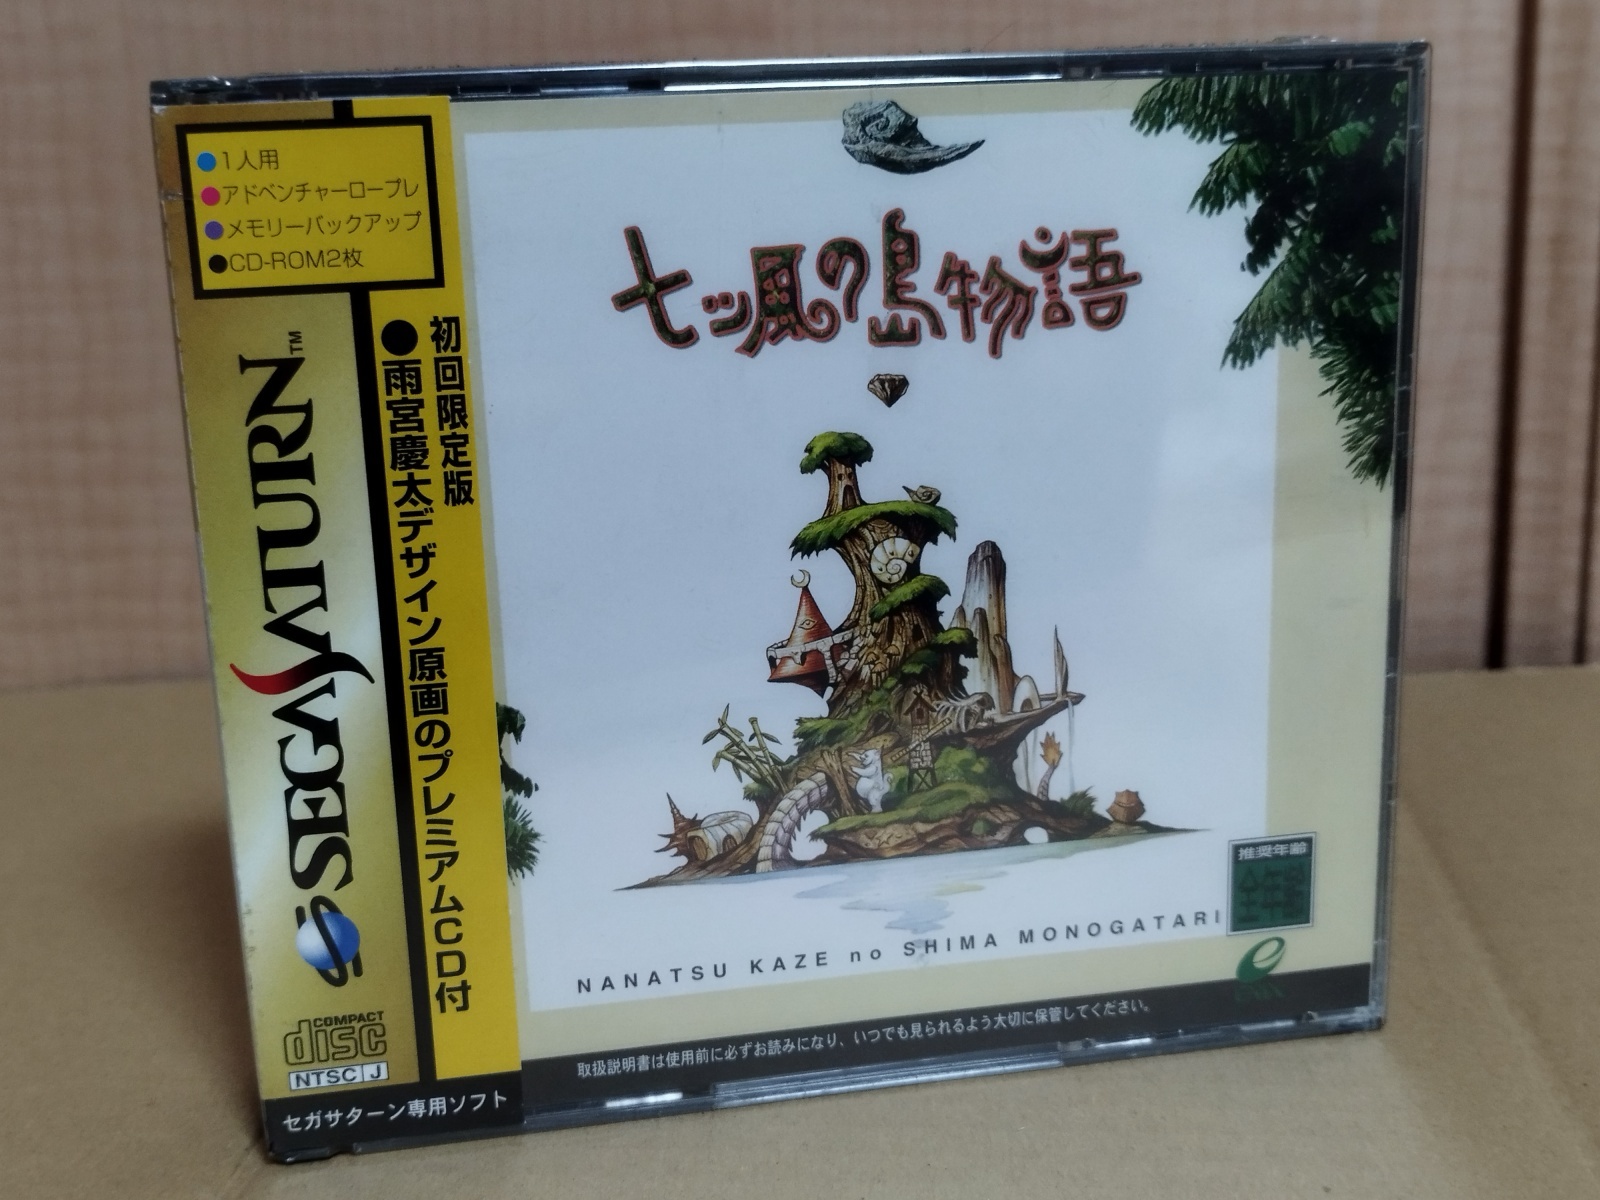 ●1人用
●アドベンチャーロープレ
●メモリーバックアップ
●CD-ROM2枚
初回限定版
●雨宮慶太デザイン原画のプレミアムCD付
SEGA SATURN™
COMPACT
disc
NTSC J
セガサターン専用ソフト
七ツ風の島物語
NANATSU KAZE no SHIMA MONOGATARI
推奨年齢
取扱説明書は使用前に必ずお読みになり、いつでも見られるよう大切に保管してください。